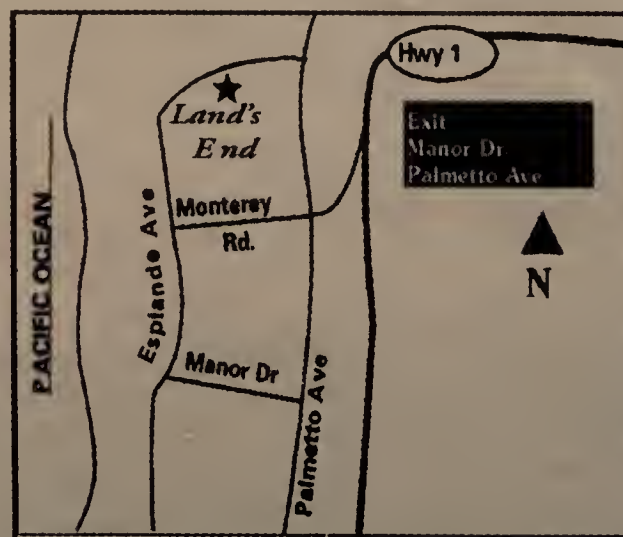 Hwy 1
Exit
Manor Dr.
Palmetto Ave
Land's
End
Monterey
Rd.
PACIFIC OCEAN
Esplande Ave
N
Manor Dr
Palmetto Ave